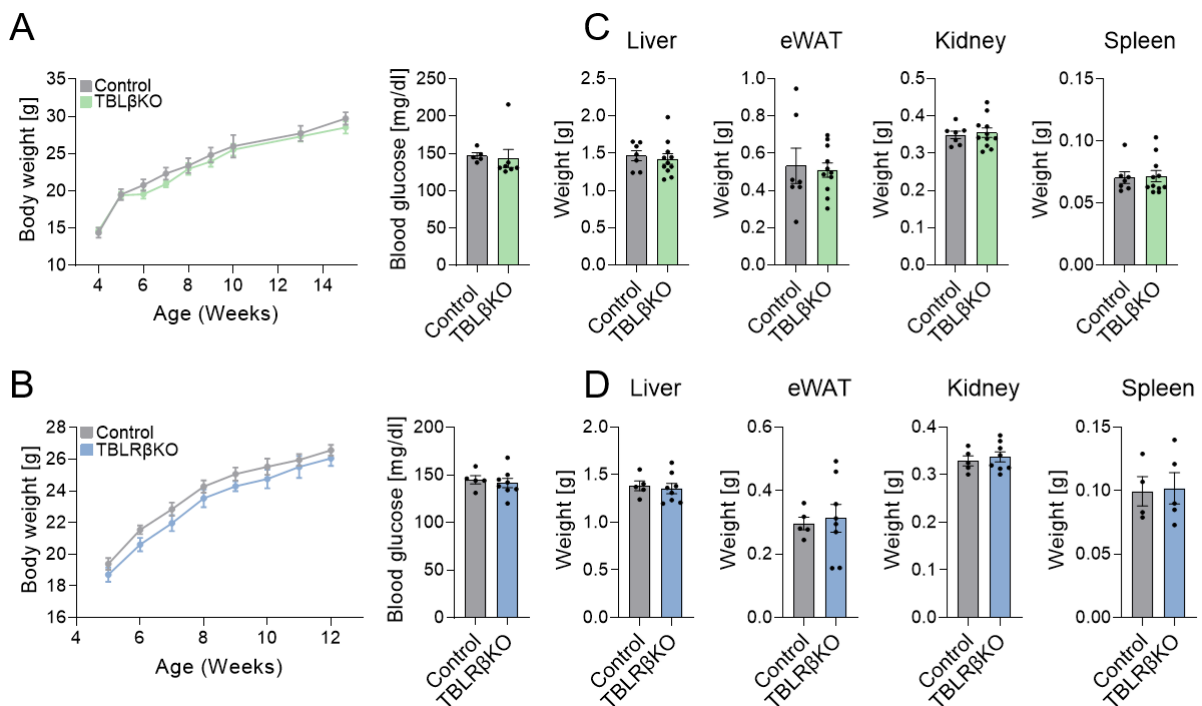 A
Body weight [g]
35
30
25
20
15
10
Control
TBLβKO
4 6 8 10 12 14
Age (Weeks)
Blood glucose [mg/dl]
200
150
100
50
0
Control
TBLβKO
C
Liver
Weight [g]
2.5
2.0
1.5
1.0
0.5
0.0
Control
TBLβKO
eWAT
Weight [g]
1.0
0.8
0.6
0.4
0.2
0.0
Control
TBLβKO
Kidney
Weight [g]
0.5
0.4
0.3
0.2
0.1
0.0
Control
TBLβKO
Spleen
Weight [g]
0.15
0.10
0.05
0.00
Control
TBLβKO
B
Body weight [g]
28
26
24
22
20
18
16
Control
TBLRβKO
4 6 8 10 12
Age (Weeks)
Blood glucose [mg/dl]
200
150
100
50
0
Control
TBLRβKO
D
Liver
Weight [g]
2.0
1.5
1.0
0.5
0.0
Control
TBLRβKO
eWAT
Weight [g]
0.6
0.4
0.2
0.0
Control
TBLRβKO
Kidney
Weight [g]
0.4
0.3
0.2
0.1
0.0
Control
TBLRβKO
Spleen
Weight [g]
0.15
0.10
0.05
0.00
Control
TBLRβKO